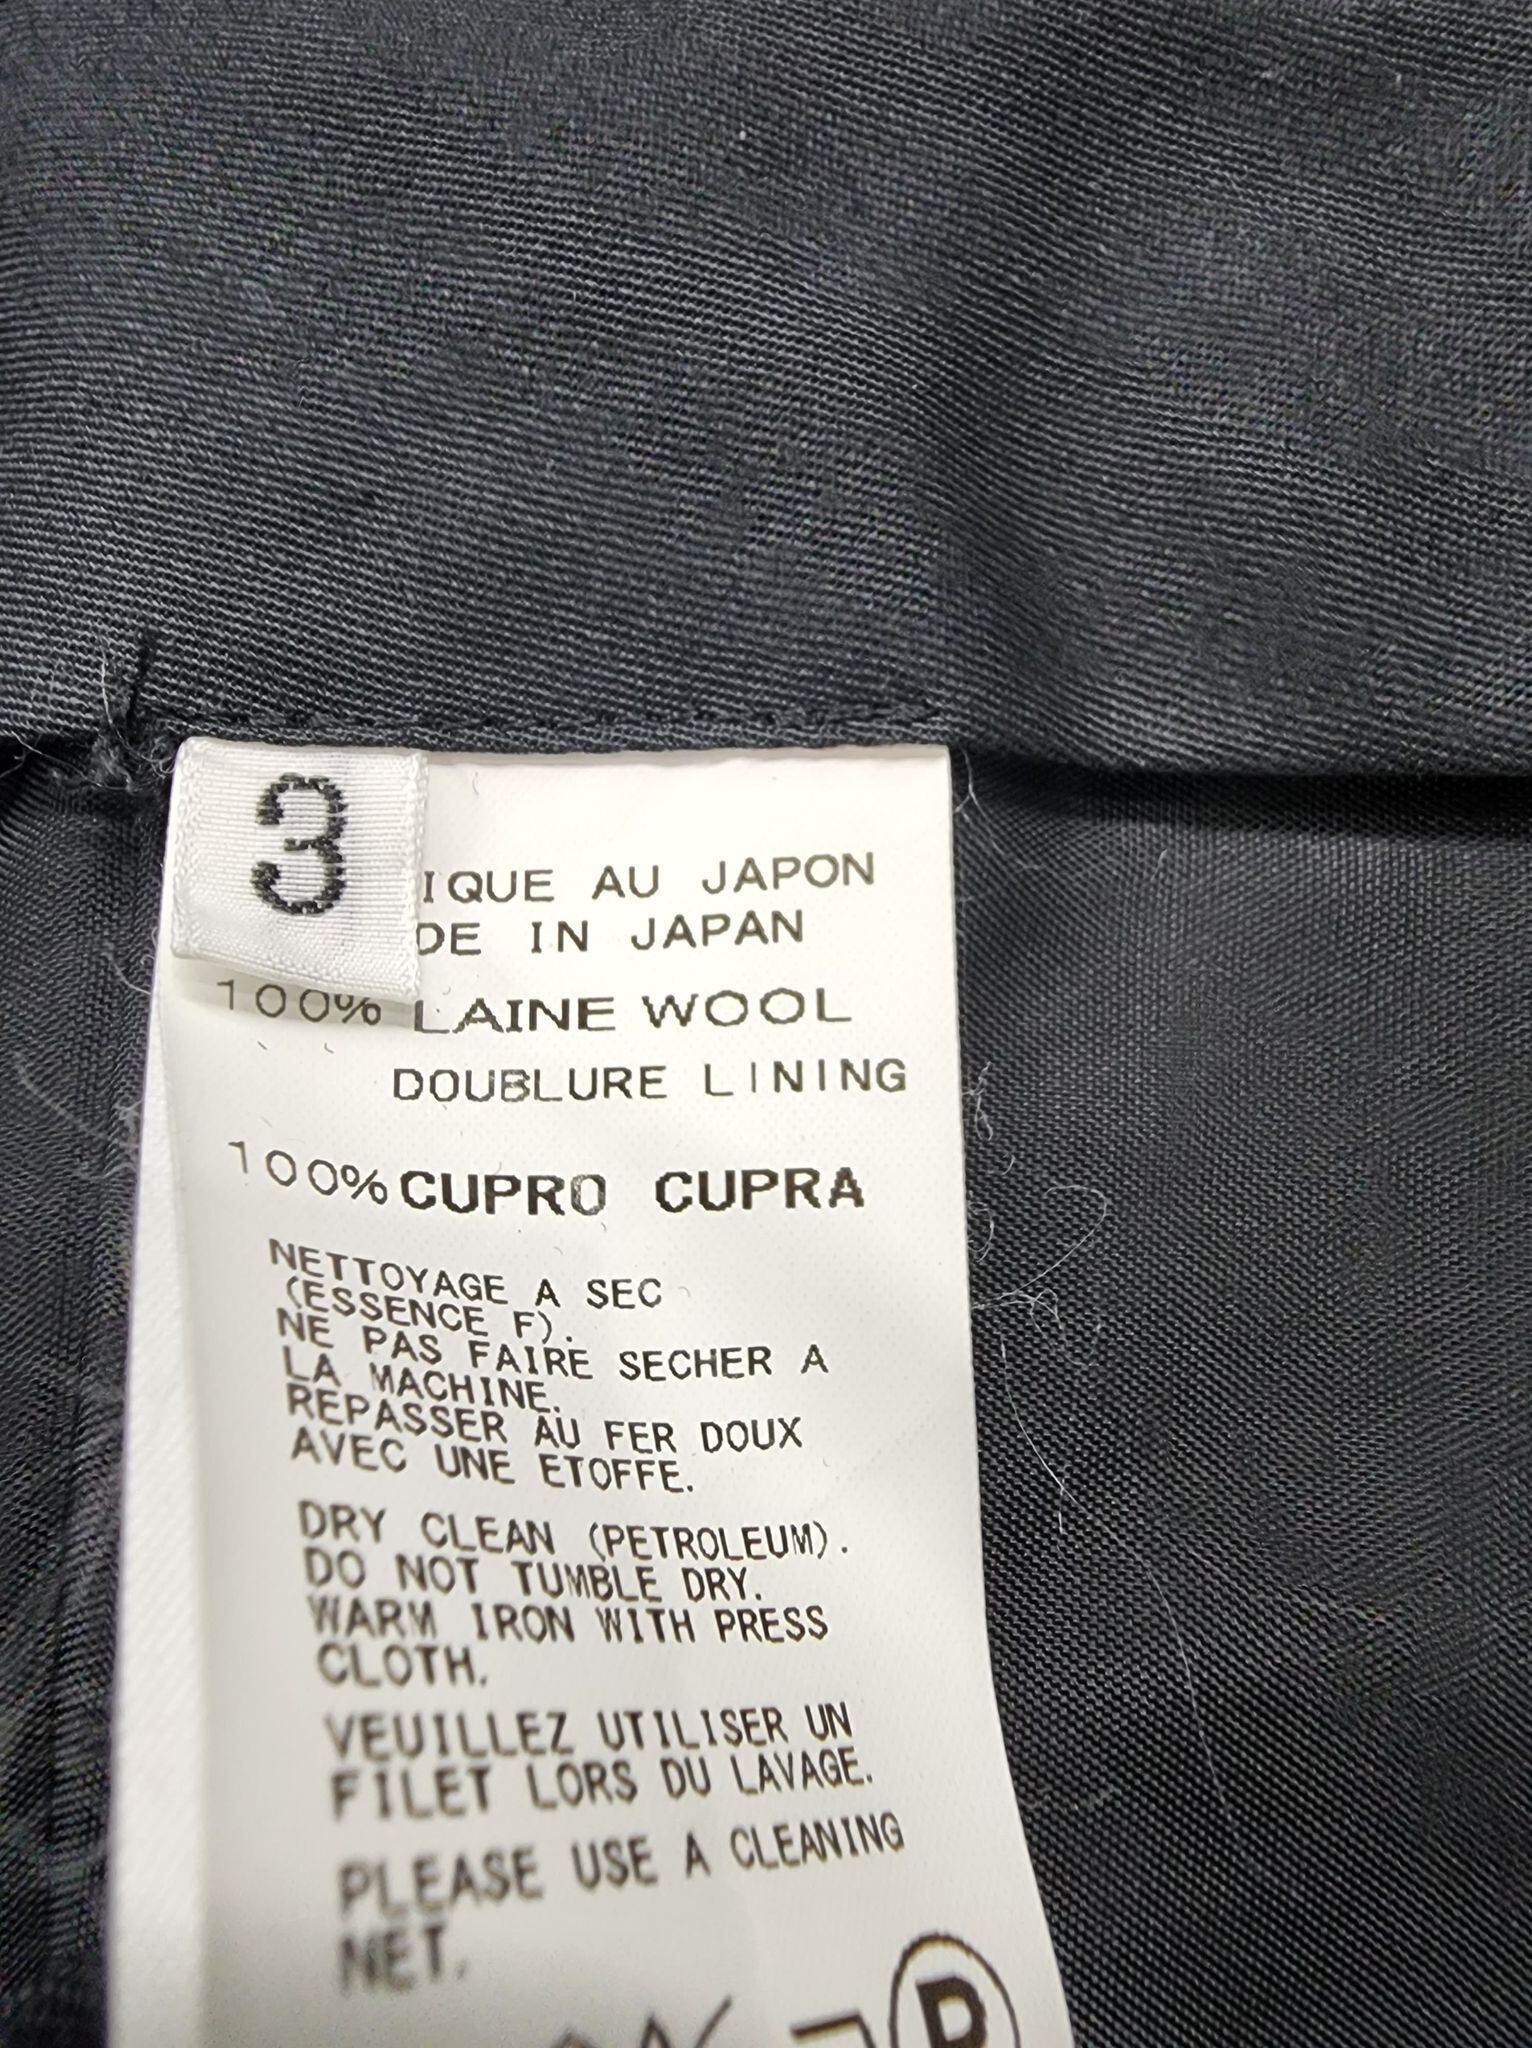 3
IQUE AU JAPON
DE IN JAPAN
100% LAINE WOOL
DOUBLURE LINING
100% CUPRO CUPRA
NETTOYAGE A SEC
(ESSENCE F).
NE PAS FAIRE SECHER A
LA MACHINE.
REPASSER AU FER DOUX
AVEC UNE ETOFFE.
DRY CLEAN (PETROLEUM).
DO NOT TUMBLE DRY.
WARM IRON WITH PRESS
CLOTH.
VEUILLEZ UTILISER UN
FILET LORS DU LAVAGE.
PLEASE USE A CLEANING
NET.
P